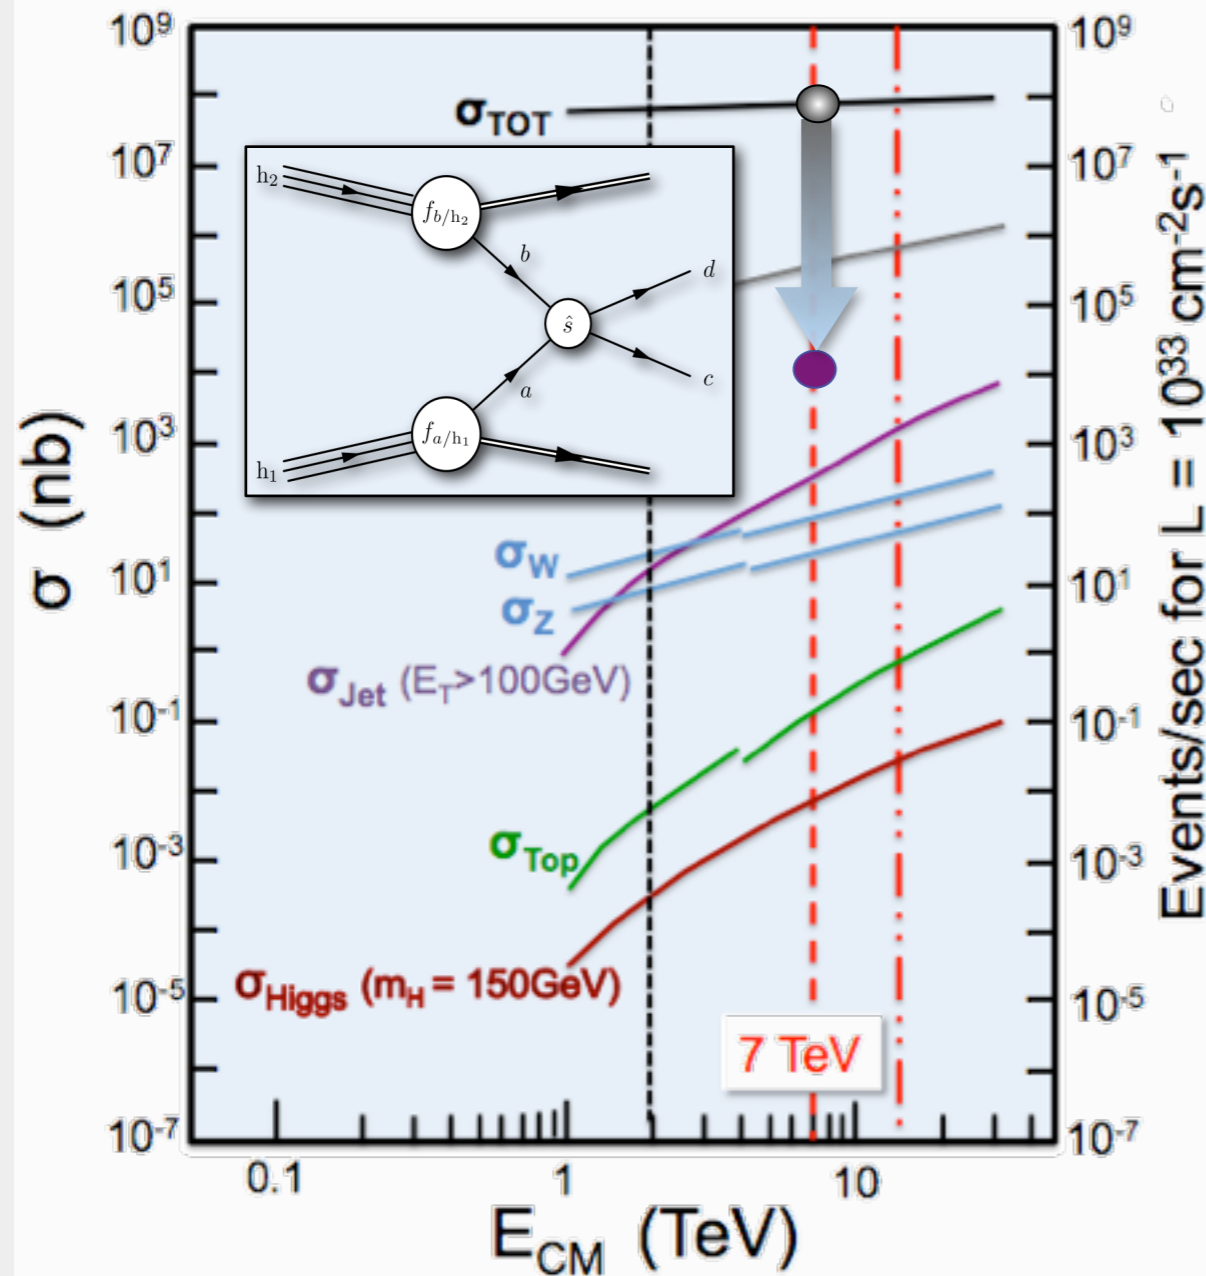 10⁹
10⁷
10⁵
10³
10¹
10⁻¹
10⁻³
10⁻⁵
10⁻⁷
σ (nb)
σTOT
h₂
f_b/h₂
b
d
ŝ
c
a
f_a/h₁
h₁
σW
σZ
σJet (ET>100GeV)
σTop
σHiggs (mH = 150GeV)
7 TeV
0.1
1
10
ECM (TeV)
10⁹
10⁷
10⁵
10³
10¹
10⁻¹
10⁻³
10⁻⁵
10⁻⁷
Events/sec for L = 10³³ cm⁻²s⁻¹